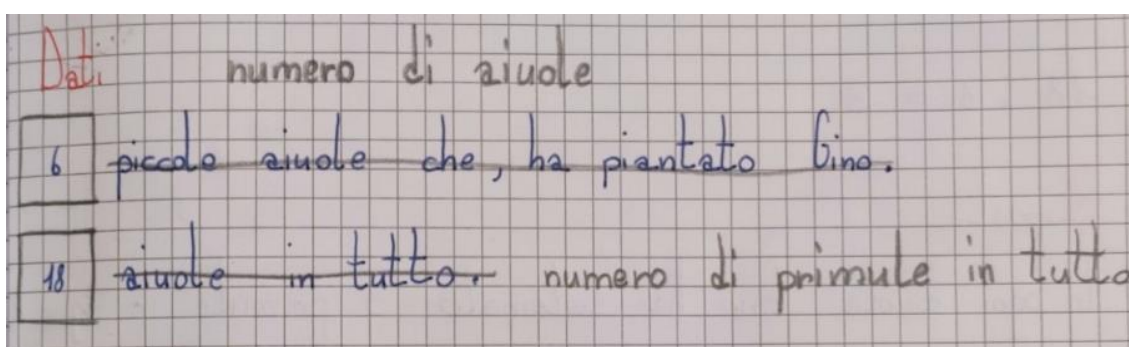 Dati: numero di aiuole
6 piccole aiuole che, ha piantato Gino.
18 aiuole in tutto. numero di primule in tutto